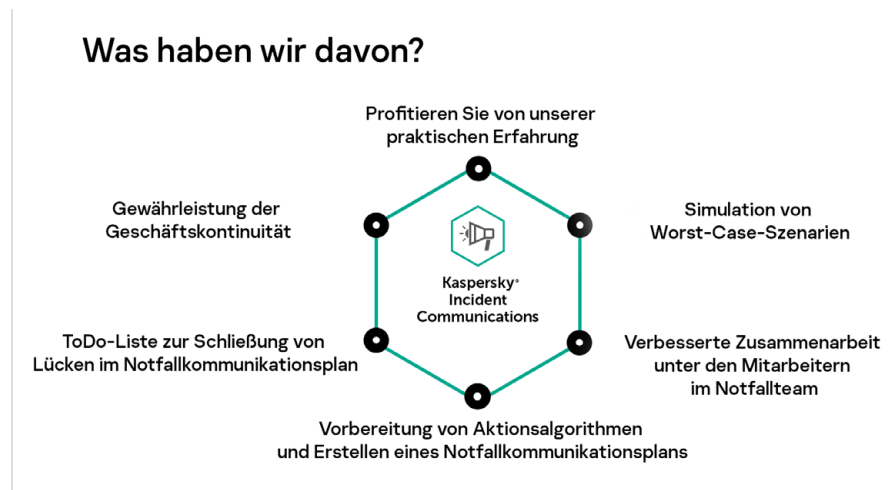 Was haben wir davon?
Profitieren Sie von unserer
praktischen Erfahrung
Gewährleistung der
Geschäftskontinuität
Simulation von
Worst-Case-Szenarien
Kaspersky®
Incident
Communications
ToDo-Liste zur Schließung von
Lücken im Notfallkommunikationsplan
Verbesserte Zusammenarbeit
unter den Mitarbeitern
im Notfallteam
Vorbereitung von Aktionsalgorithmen
und Erstellen eines Notfallkommunikationsplans